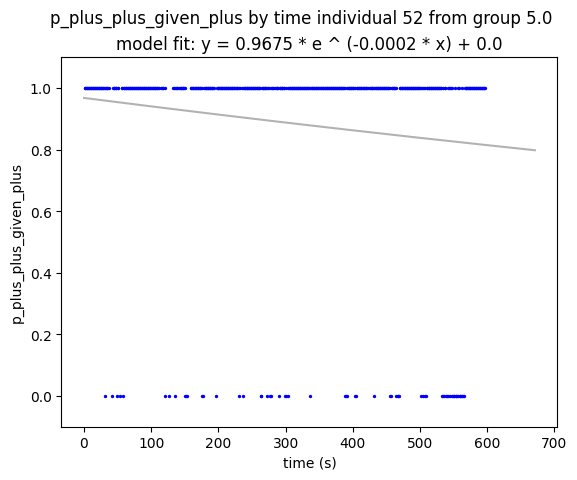 p_plus_plus_given_plus by time individual 52 from group 5.0
model fit: y = 0.9675 * e ^ (-0.0002 * x) + 0.0
1.0
0.8
0.6
0.4
0.2
0.0
p_plus_plus_given_plus
0 100 200 300 400 500 600 700
time (s)